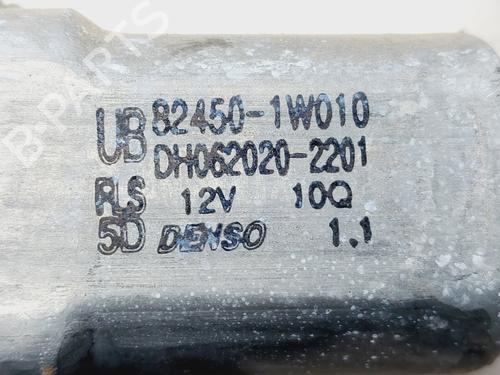 B-PARTS
UB 82450-1W010
DH062020-2201
RLS 12V 10Q
5D DENSO 1.1